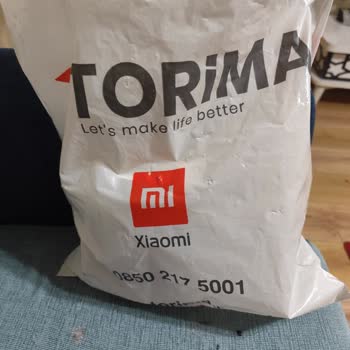 TORiMA
Let's make life better
mi
Xiaomi
0850 217 5001